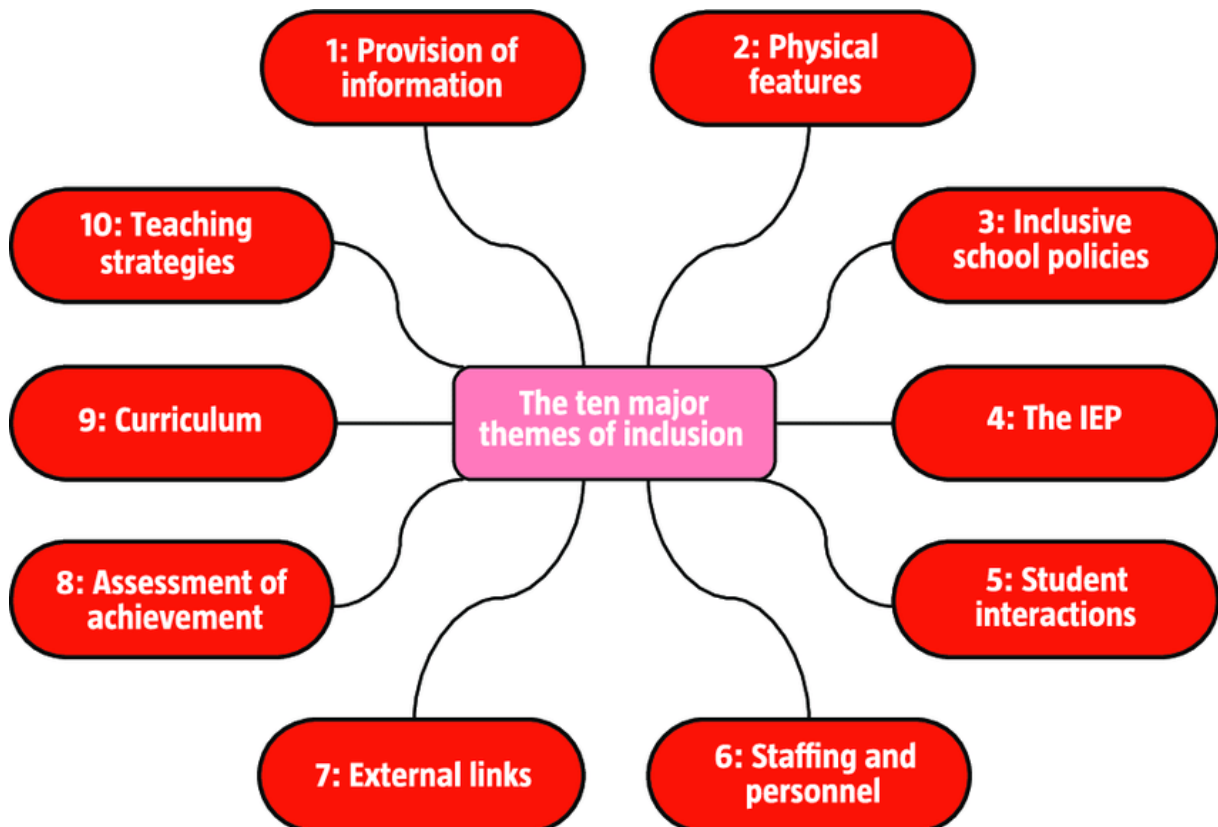 1: Provision of
information
2: Physical
features
3: Inclusive
school policies
4: The IEP
5: Student
interactions
6: Staffing and
personnel
7: External links
8: Assessment of
achievement
9: Curriculum
10: Teaching
strategies
The ten major
themes of inclusion